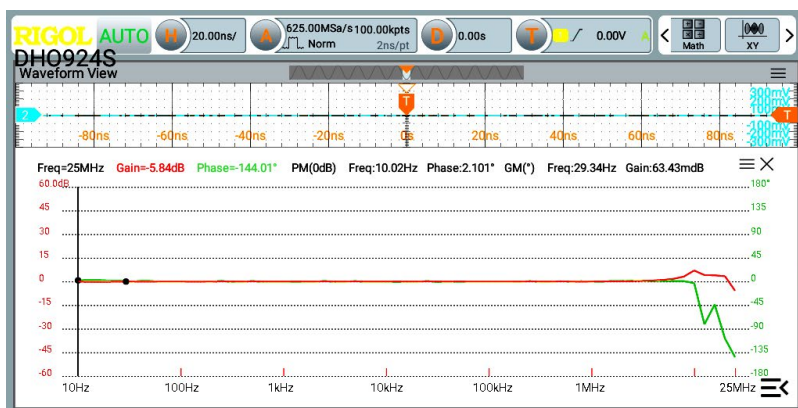 RIGOL AUTO H 20.00ns/ A 625.00MSa/s 100.00kpts D 0.00s T 0.00V A < Math XY >
Norm 2ns/pt
DHO924S
Waveform View
300mV
200mV
2 T
-80ns -60ns -40ns -20ns 0s 20ns 40ns 60ns 80ns
-200mV
-300mV
Freq=25MHz Gain=-5.84dB Phase=-144.01° PM(0dB) Freq:10.02Hz Phase:2.101° GM(°) Freq:29.34Hz Gain:63.43mdB
60.0dB 180°
45 135
30 90
15 45
0 0
-15 -45
-30 -90
-45 -135
-60 -180
10Hz 100Hz 1kHz 10kHz 100kHz 1MHz 25MHz